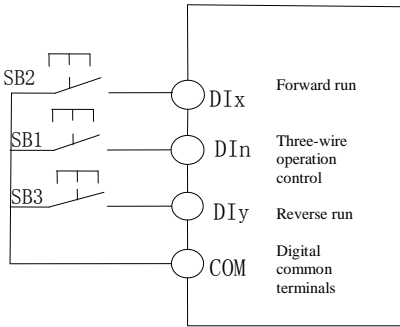 SB2
DIx
Forward run
SB1
DIn
Three-wire
operation
control
SB3
DIy
Reverse run
COM
Digital
common
terminals